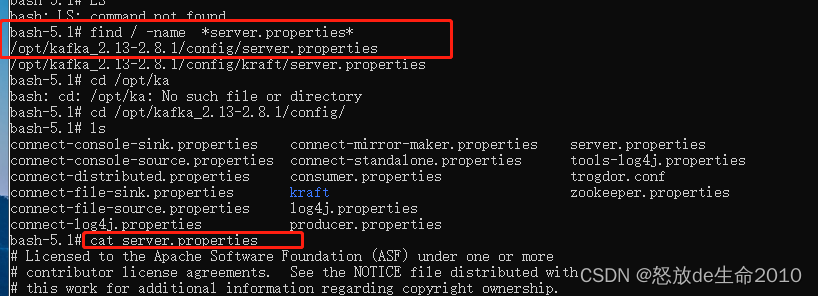 bash-5.1# LS
bash: LS: command not found
bash-5.1# find / -name  *server.properties*
/opt/kafka_2.13-2.8.1/config/server.properties
/opt/kafka_2.13-2.8.1/config/kraft/server.properties
bash-5.1# cd /opt/ka
bash: cd: /opt/ka: No such file or directory
bash-5.1# cd /opt/kafka_2.13-2.8.1/config/
bash-5.1# ls
connect-console-sink.properties    connect-mirror-maker.properties    server.properties
connect-console-source.properties  connect-standalone.properties      tools-log4j.properties
connect-distributed.properties     consumer.properties                trogdor.conf
connect-file-sink.properties       kraft                              zookeeper.properties
connect-file-source.properties     log4j.properties
connect-log4j.properties           producer.properties
bash-5.1# cat server.properties
# Licensed to the Apache Software Foundation (ASF) under one or more
# contributor license agreements.  See the NOTICE file distributed with
# this work for additional information regarding copyright ownership.
CSDN @怒放de生命2010